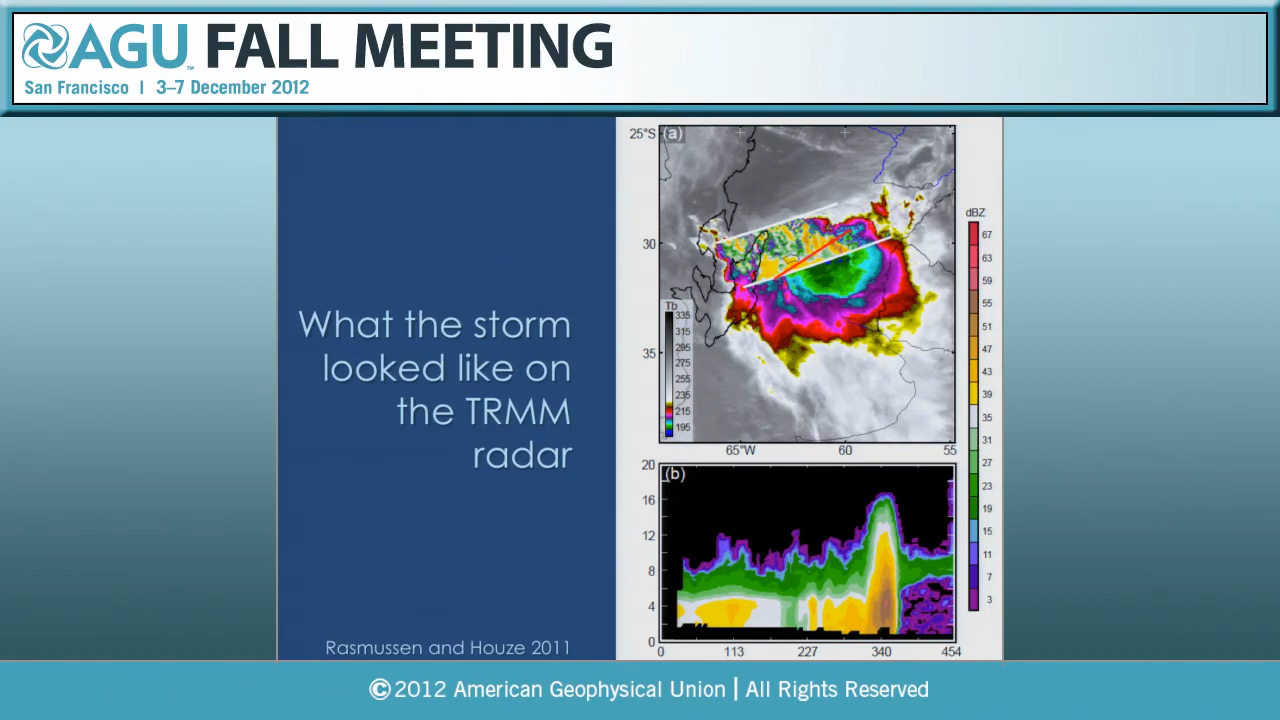 AGU™ FALL MEETING
San Francisco | 3–7 December 2012
What the storm
looked like on
the TRMM
radar
Rasmussen and Houze 2011
(a)
25°S
30
35
65°W 60 55
Tb
335
315
295
275
255
235
215
195
dBZ
67
63
59
55
51
47
43
39
35
31
27
23
19
15
11
7
3
(b)
20
16
12
8
4
0
0 113 227 340 454
©2012 American Geophysical Union | All Rights Reserved